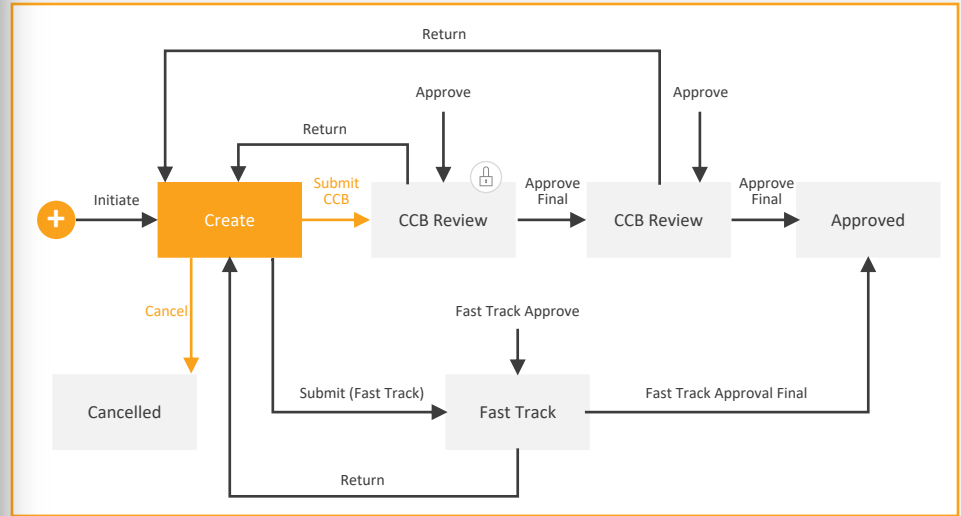 Return
Approve
Approve
Return
Initiate
Create
Submit
CCB
CCB Review
Approve
Final
CCB Review
Approve
Final
Approved
Cancel
Fast Track Approve
Cancelled
Submit (Fast Track)
Fast Track
Fast Track Approval Final
Return